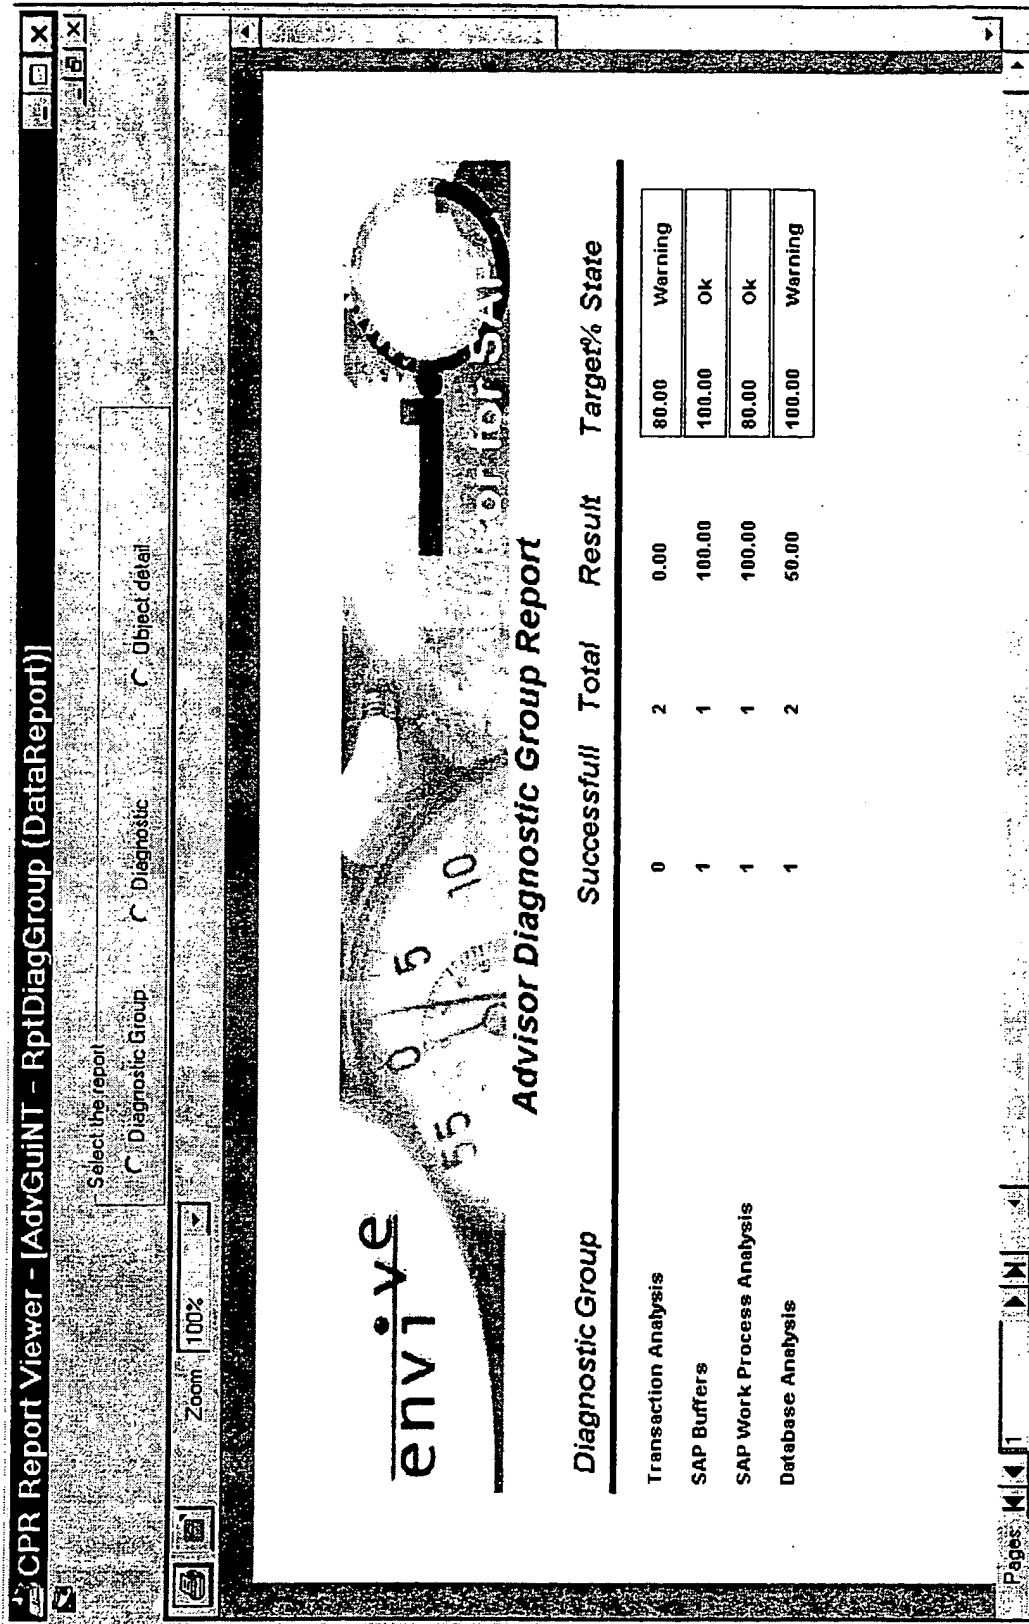 CPR Report Viewer - [AdvGuiNT - RptDiagGroup (DataReport)]
Select the report
Diagnostic Group Diagnostic Object detail
Zoom 100%
envive
55 0 5 10
or for SAP
Advisor Diagnostic Group Report
Diagnostic Group Successfull Total Result Target% State
Transaction Analysis 0 2 0.00 80.00 Warning
SAP Buffers 1 1 100.00 100.00 Ok
SAP Work Process Analysis 1 1 100.00 80.00 Ok
Database Analysis 1 2 50.00 100.00 Warning
Pages: 1